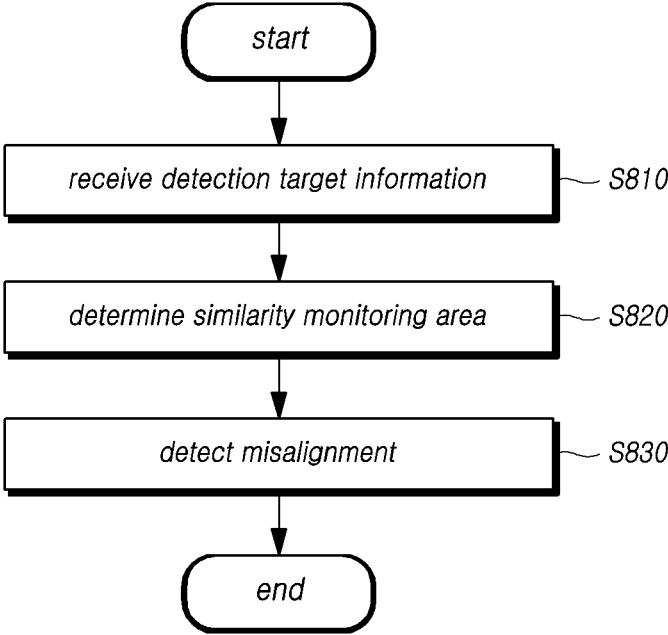 start
receive detection target information
S810
determine similarity monitoring area
S820
detect misalignment
S830
end